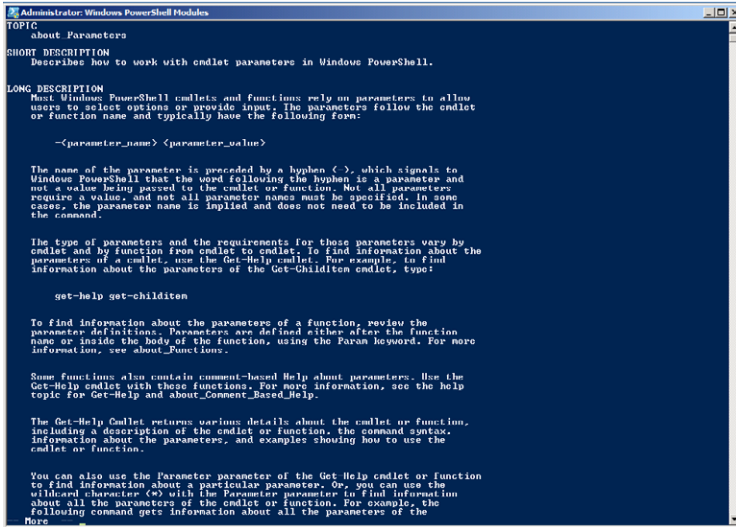 Administrator: Windows PowerShell Modules
TOPIC
about_Parameters
SHORT DESCRIPTION
Describes how to work with cmdlet parameters in Windows PowerShell.
LONG DESCRIPTION
Most Windows PowerShell cmdlets and functions rely on parameters to allow
users to select options or provide input. The parameters follow the cmdlet
or function name and typically have the following form:
-<parameter_name> <parameter_value>
The name of the parameter is preceded by a hyphen (-), which signals to
Windows PowerShell that the word following the hyphen is a parameter and
not a value being passed to the cmdlet or function. Not all parameters
require a value, and not all parameter names must be specified. In some
cases, the parameter name is implied and does not need to be included in
the command.
The type of parameters and the requirements for those parameters vary by
cmdlet and by function from cmdlet to cmdlet. To find information about the
parameters of a cmdlet, use the Get-Help cmdlet. For example, to find
information about the parameters of the Get-ChildItem cmdlet, type:
get-help get-childitem
To find information about the parameters of a function, review the
parameter definitions. Parameters are defined either after the function
name or inside the body of the function, using the Param keyword. For more
information, see about_Functions.
Some functions also contain comment-based Help about parameters. Use the
Get-Help cmdlet with these functions. For more information, see the help
topic for Get-Help and about_Comment_Based_Help.
The Get-Help Cmdlet returns various details about the cmdlet or function,
including a description of the cmdlet or function, the command syntax,
information about the parameters, and examples showing how to use the
cmdlet or function.
You can also use the Parameter parameter of the Get-Help cmdlet or function
to find information about a particular parameter. Or, you can use the
wildcard character (*) with the Parameter parameter to find information
about all the parameters of the cmdlet or function. For example, the
following command gets information about all the parameters of the
-- More --